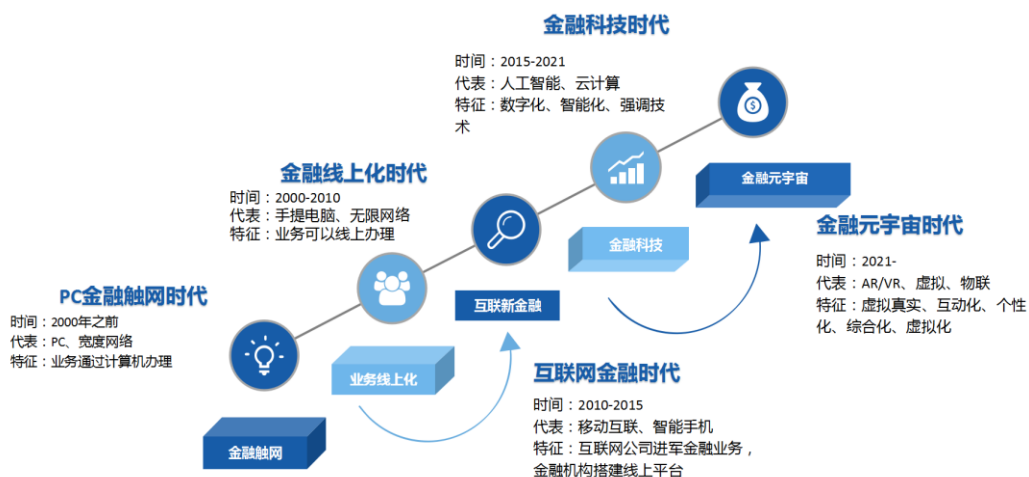 金融科技时代
时间：2015-2021
代表：人工智能、云计算
特征：数字化、智能化、强调技
术
金融线上化时代
时间：2000-2010
代表：手提电脑、无限网络
特征：业务可以线上办理
PC金融触网时代
时间：2000年之前
代表：PC、宽度网络
特征：业务通过计算机办理
金融触网
业务线上化
互联新金融
金融科技
金融元宇宙
金融元宇宙时代
时间：2021-
代表：AR/VR、虚拟、物联
特征：虚拟真实、互动化、个性
化、综合化、虚拟化
互联网金融时代
时间：2010-2015
代表：移动互联、智能手机
特征：互联网公司进军金融业务，
金融机构搭建线上平台
$